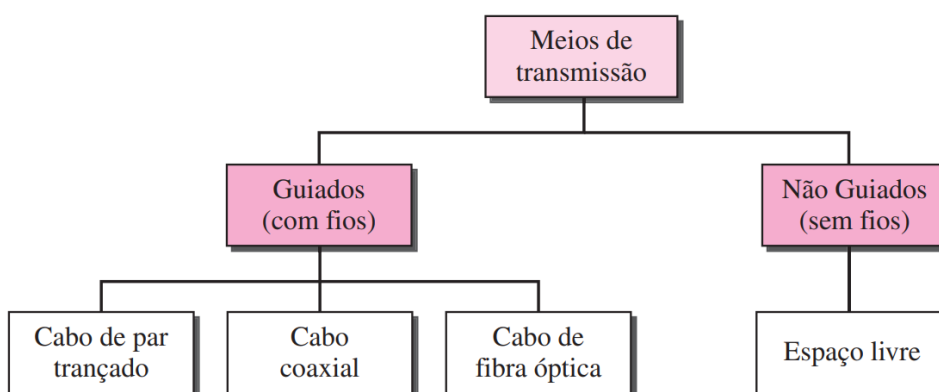 Meios de
transmissão
Guiados
(com fios)
Não Guiados
(sem fios)
Cabo de par
trançado
Cabo
coaxial
Cabo de
fibra óptica
Espaço livre